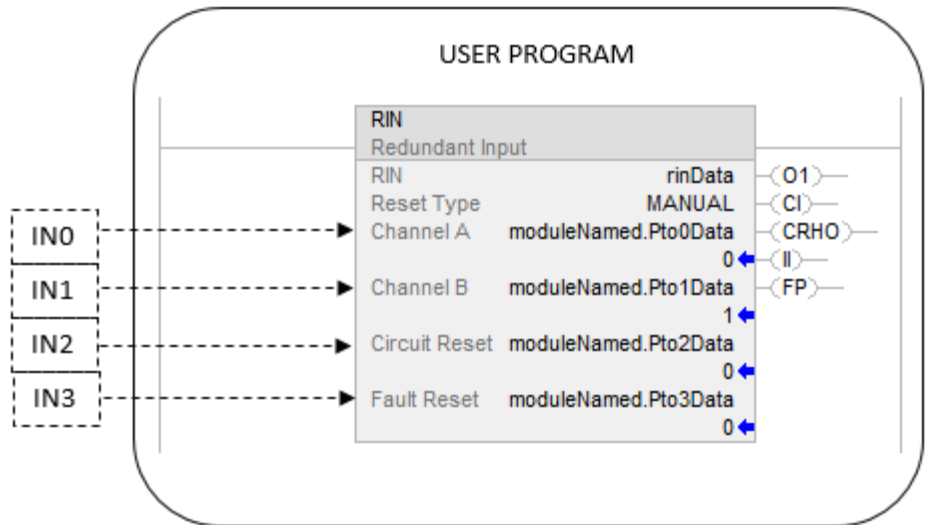 USER PROGRAM
RIN
Redundant Input
RIN rinData O1
Reset Type MANUAL CI
IN0 Channel A moduleNamed.Pto0Data CRHO
0 II
IN1 Channel B moduleNamed.Pto1Data FP
1
IN2 Circuit Reset moduleNamed.Pto2Data
0
IN3 Fault Reset moduleNamed.Pto3Data
0